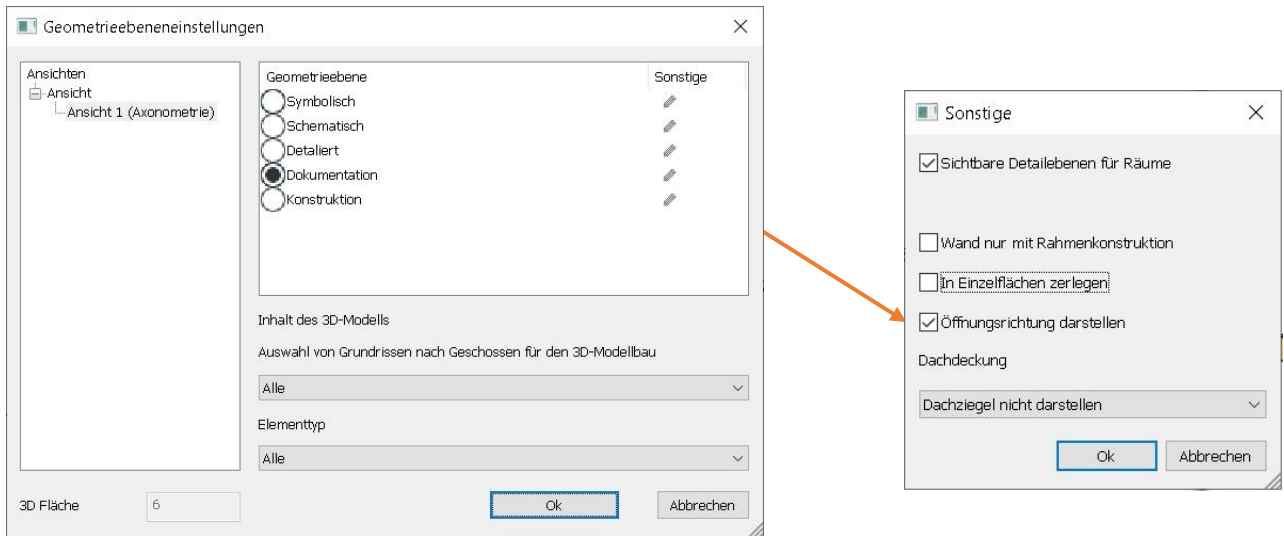 Geometrieebeneneinstellungen
Ansichten
Ansicht
Ansicht 1 (Axonometrie)
Geometrieebene Sonstige
Symbolisch
Schematisch
Detaliert
Dokumentation
Konstruktion
Inhalt des 3D-Modells
Auswahl von Grundrissen nach Geschossen für den 3D-Modellbau
Alle
Elementtyp
Alle
3D Fläche 6 Ok Abbrechen
Sonstige
Sichtbare Detailebenen für Räume
Wand nur mit Rahmenkonstruktion
In Einzelflächen zerlegen
Öffnungsrichtung darstellen
Dachdeckung
Dachziegel nicht darstellen
Ok Abbrechen